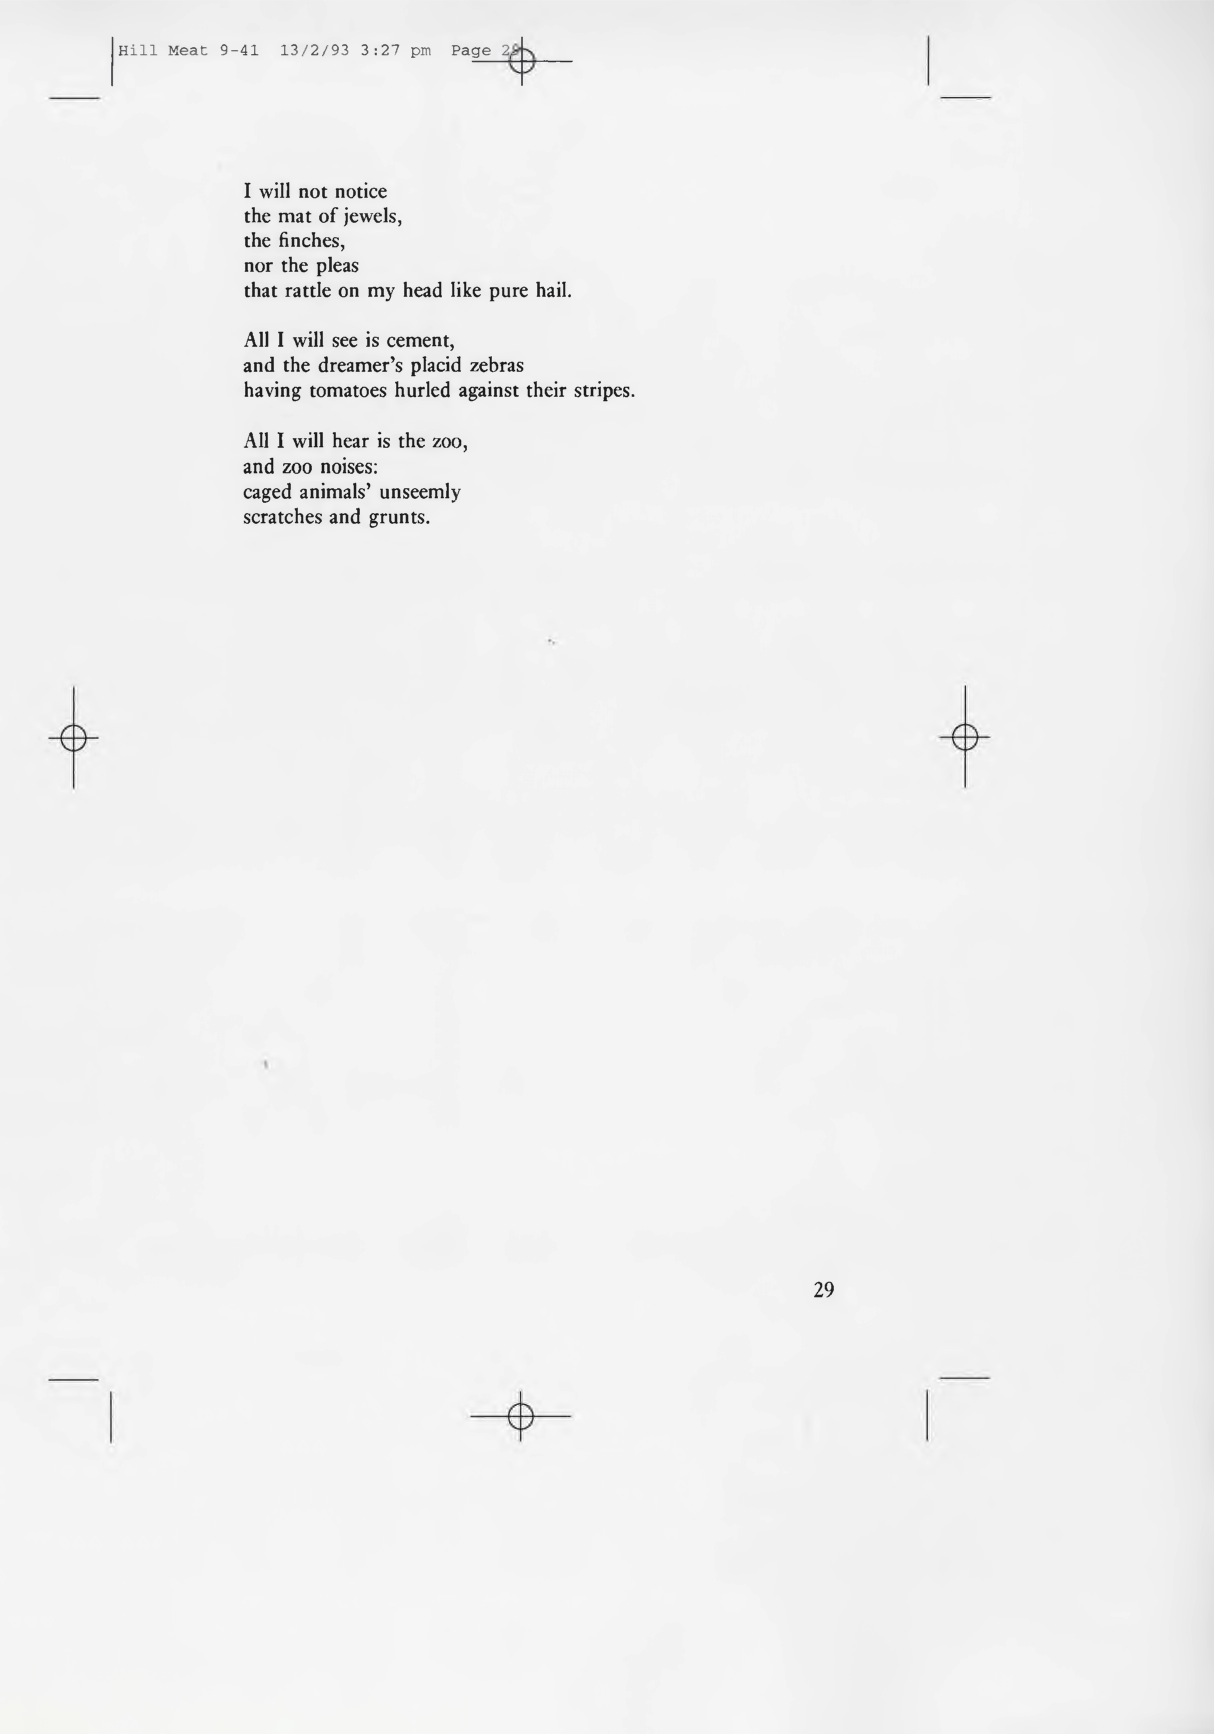 Hill Meat 9-41 13/2/93 3:27 pm Page 29
I will not notice
the mat of jewels,
the finches,
nor the pleas
that rattle on my head like pure hail.
All I will see is cement,
and the dreamer's placid zebras
having tomatoes hurled against their stripes.
All I will hear is the zoo,
and zoo noises:
caged animals' unseemly
scratches and grunts.
29